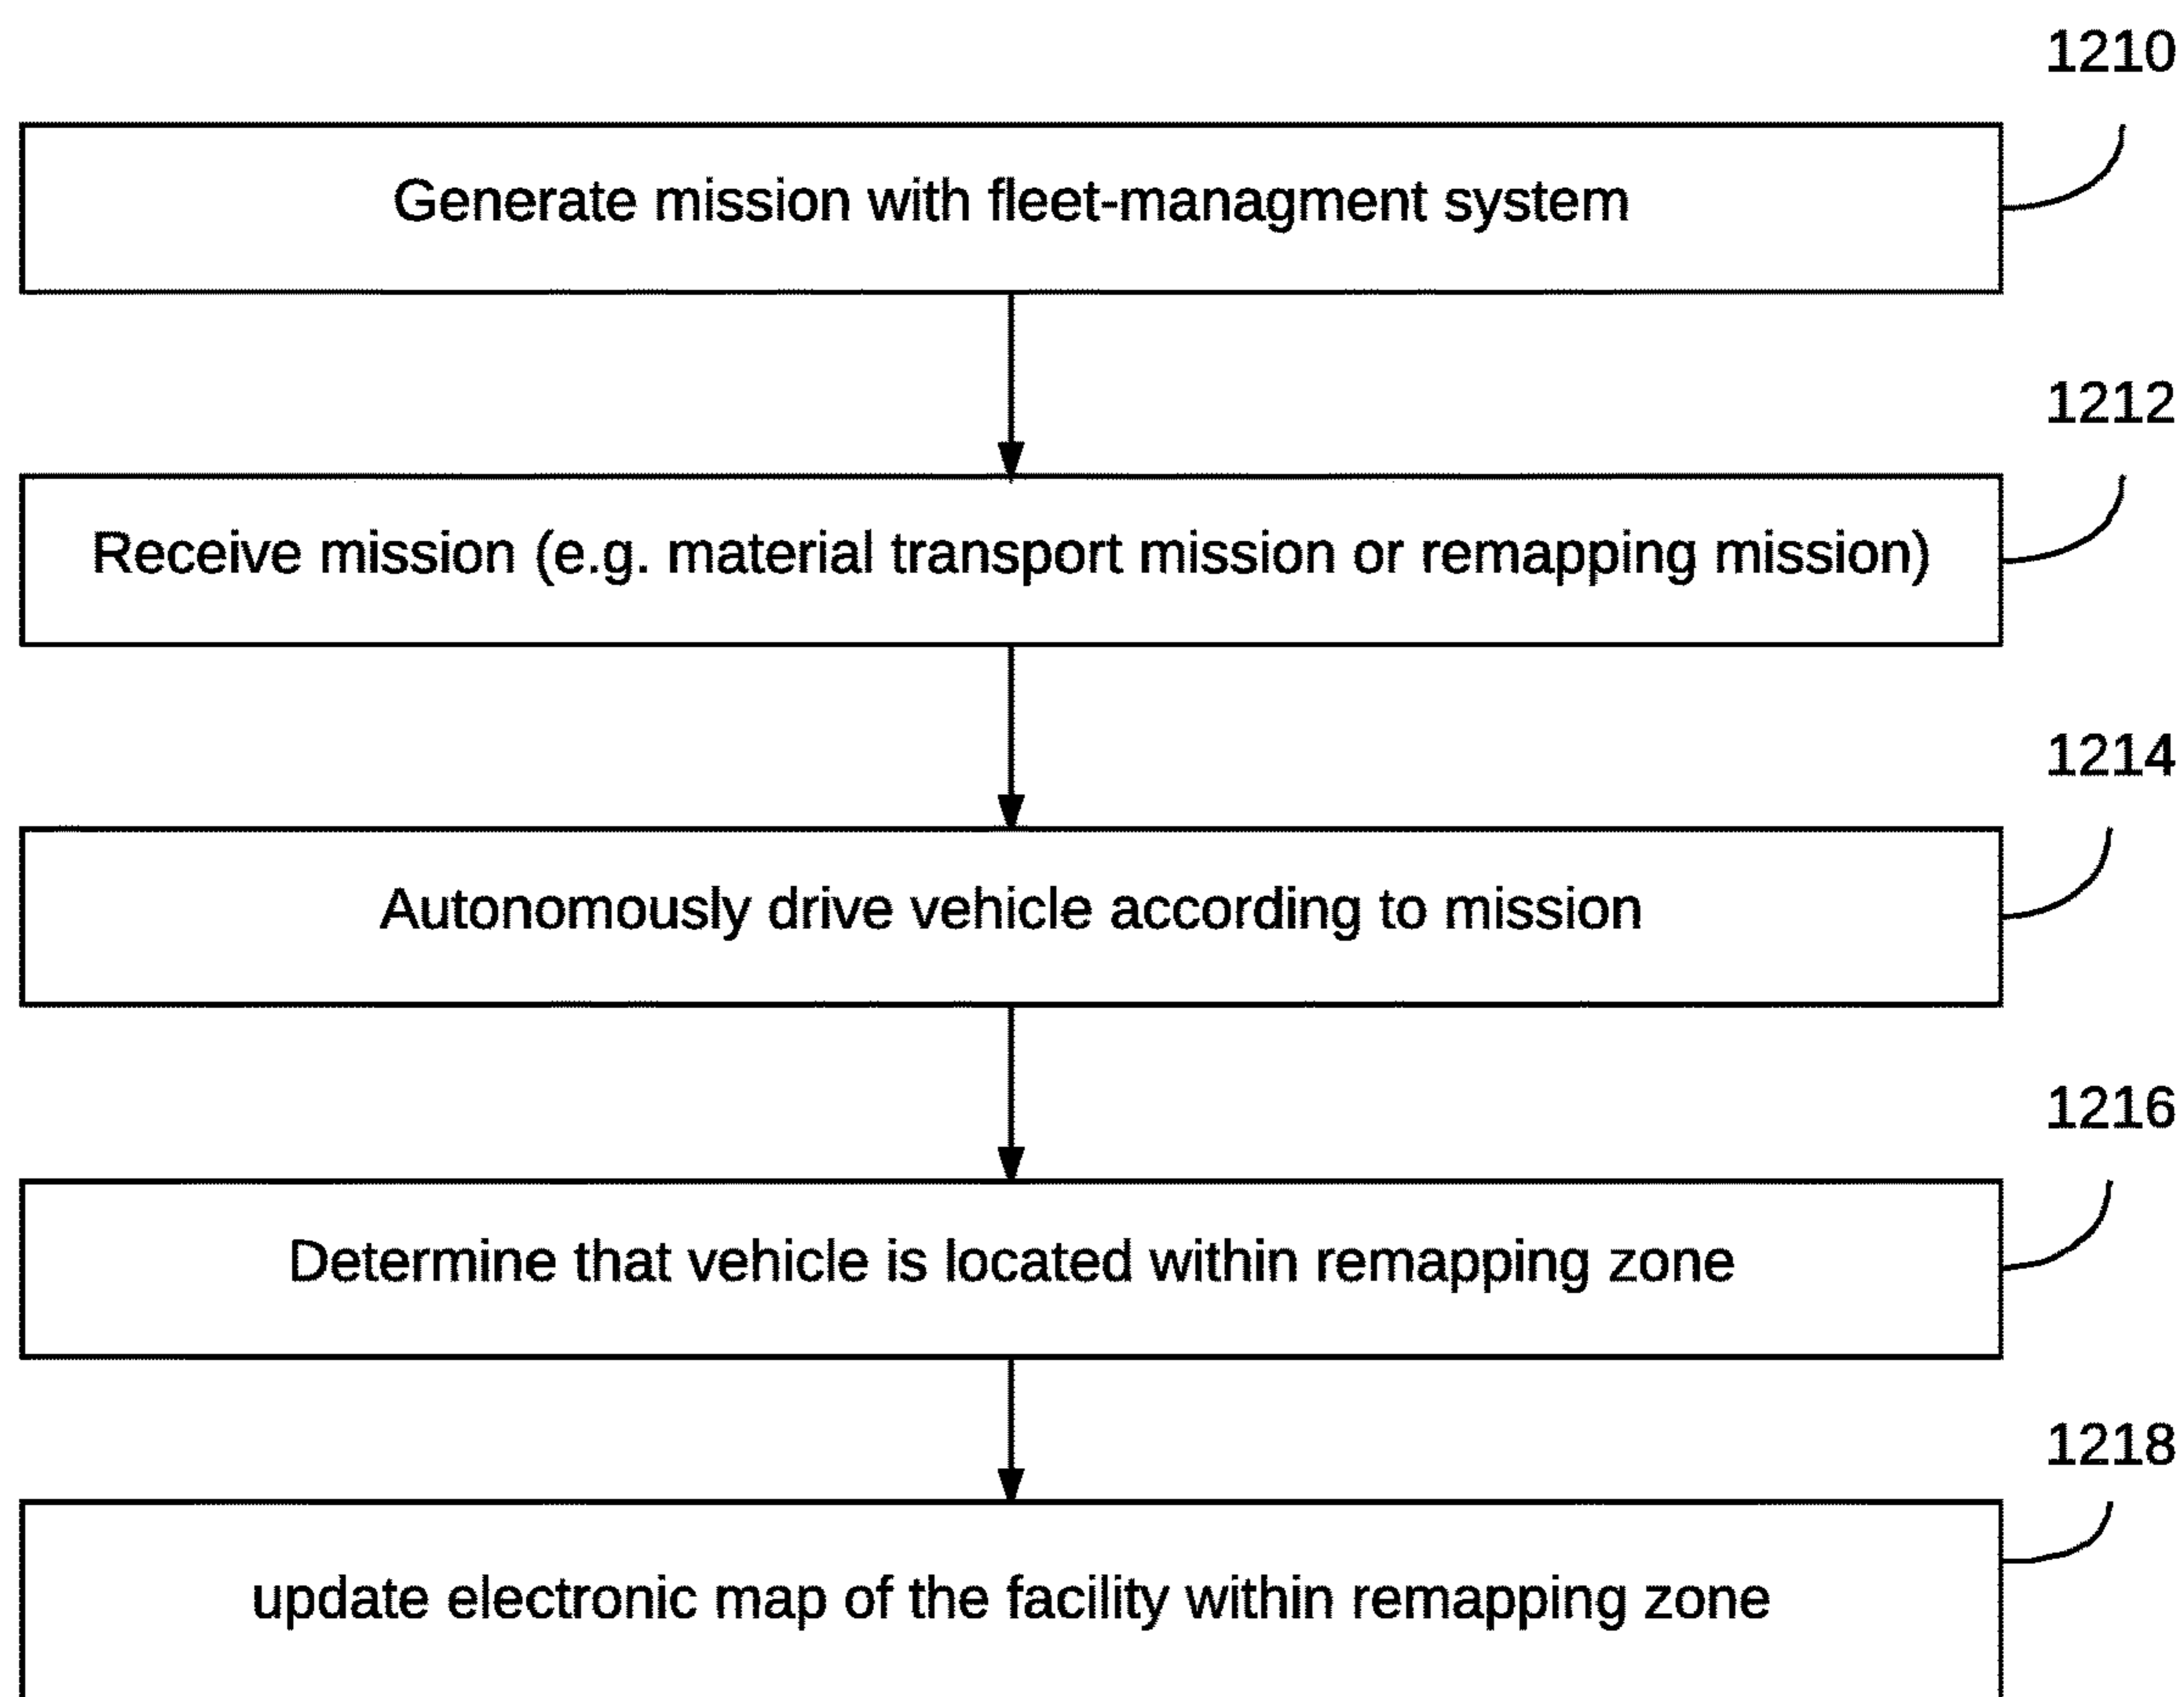 1210
Generate mission with fleet-managment system
1212
Receive mission (e.g. material transport mission or remapping mission)
1214
Autonomously drive vehicle according to mission
1216
Determine that vehicle is located within remapping zone
1218
update electronic map of the facility within remapping zone